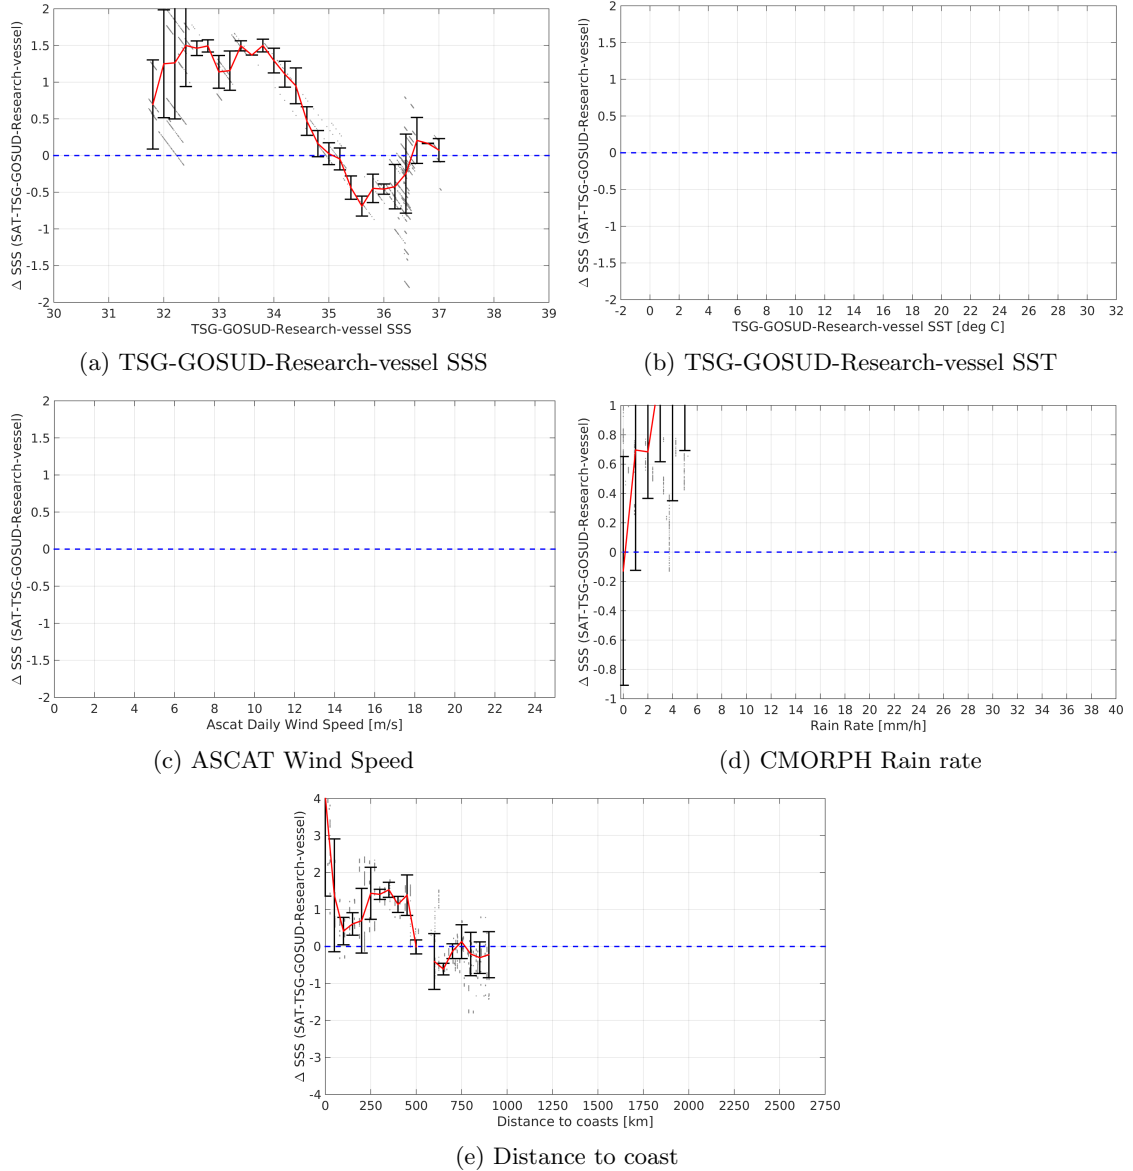 2
1.5
1
0.5
0
-0.5
-1
-1.5
-2
Δ SSS (SAT-TSG-GOSUD-Research-vessel)
30 31 32 33 34 35 36 37 38 39
TSG-GOSUD-Research-vessel SSS
(a) TSG-GOSUD-Research-vessel SSS
2
1.5
1
0.5
0
-0.5
-1
-1.5
-2
Δ SSS (SAT-TSG-GOSUD-Research-vessel)
-2 0 2 4 6 8 10 12 14 16 18 20 22 24 26 28 30 32
TSG-GOSUD-Research-vessel SST [deg C]
(b) TSG-GOSUD-Research-vessel SST
2
1.5
1
0.5
0
-0.5
-1
-1.5
-2
Δ SSS (SAT-TSG-GOSUD-Research-vessel)
0 2 4 6 8 10 12 14 16 18 20 22 24
Ascat Daily Wind Speed [m/s]
(c) ASCAT Wind Speed
1
0.8
0.6
0.4
0.2
0
-0.2
-0.4
-0.6
-0.8
-1
Δ SSS (SAT-TSG-GOSUD-Research-vessel)
0 2 4 6 8 10 12 14 16 18 20 22 24 26 28 30 32 34 36 38 40
Rain Rate [mm/h]
(d) CMORPH Rain rate
4
3
2
1
0
-1
-2
-3
-4
Δ SSS (SAT-TSG-GOSUD-Research-vessel)
0 250 500 750 1000 1250 1500 1750 2000 2250 2500 2750
Distance to coasts [km]
(e) Distance to coast